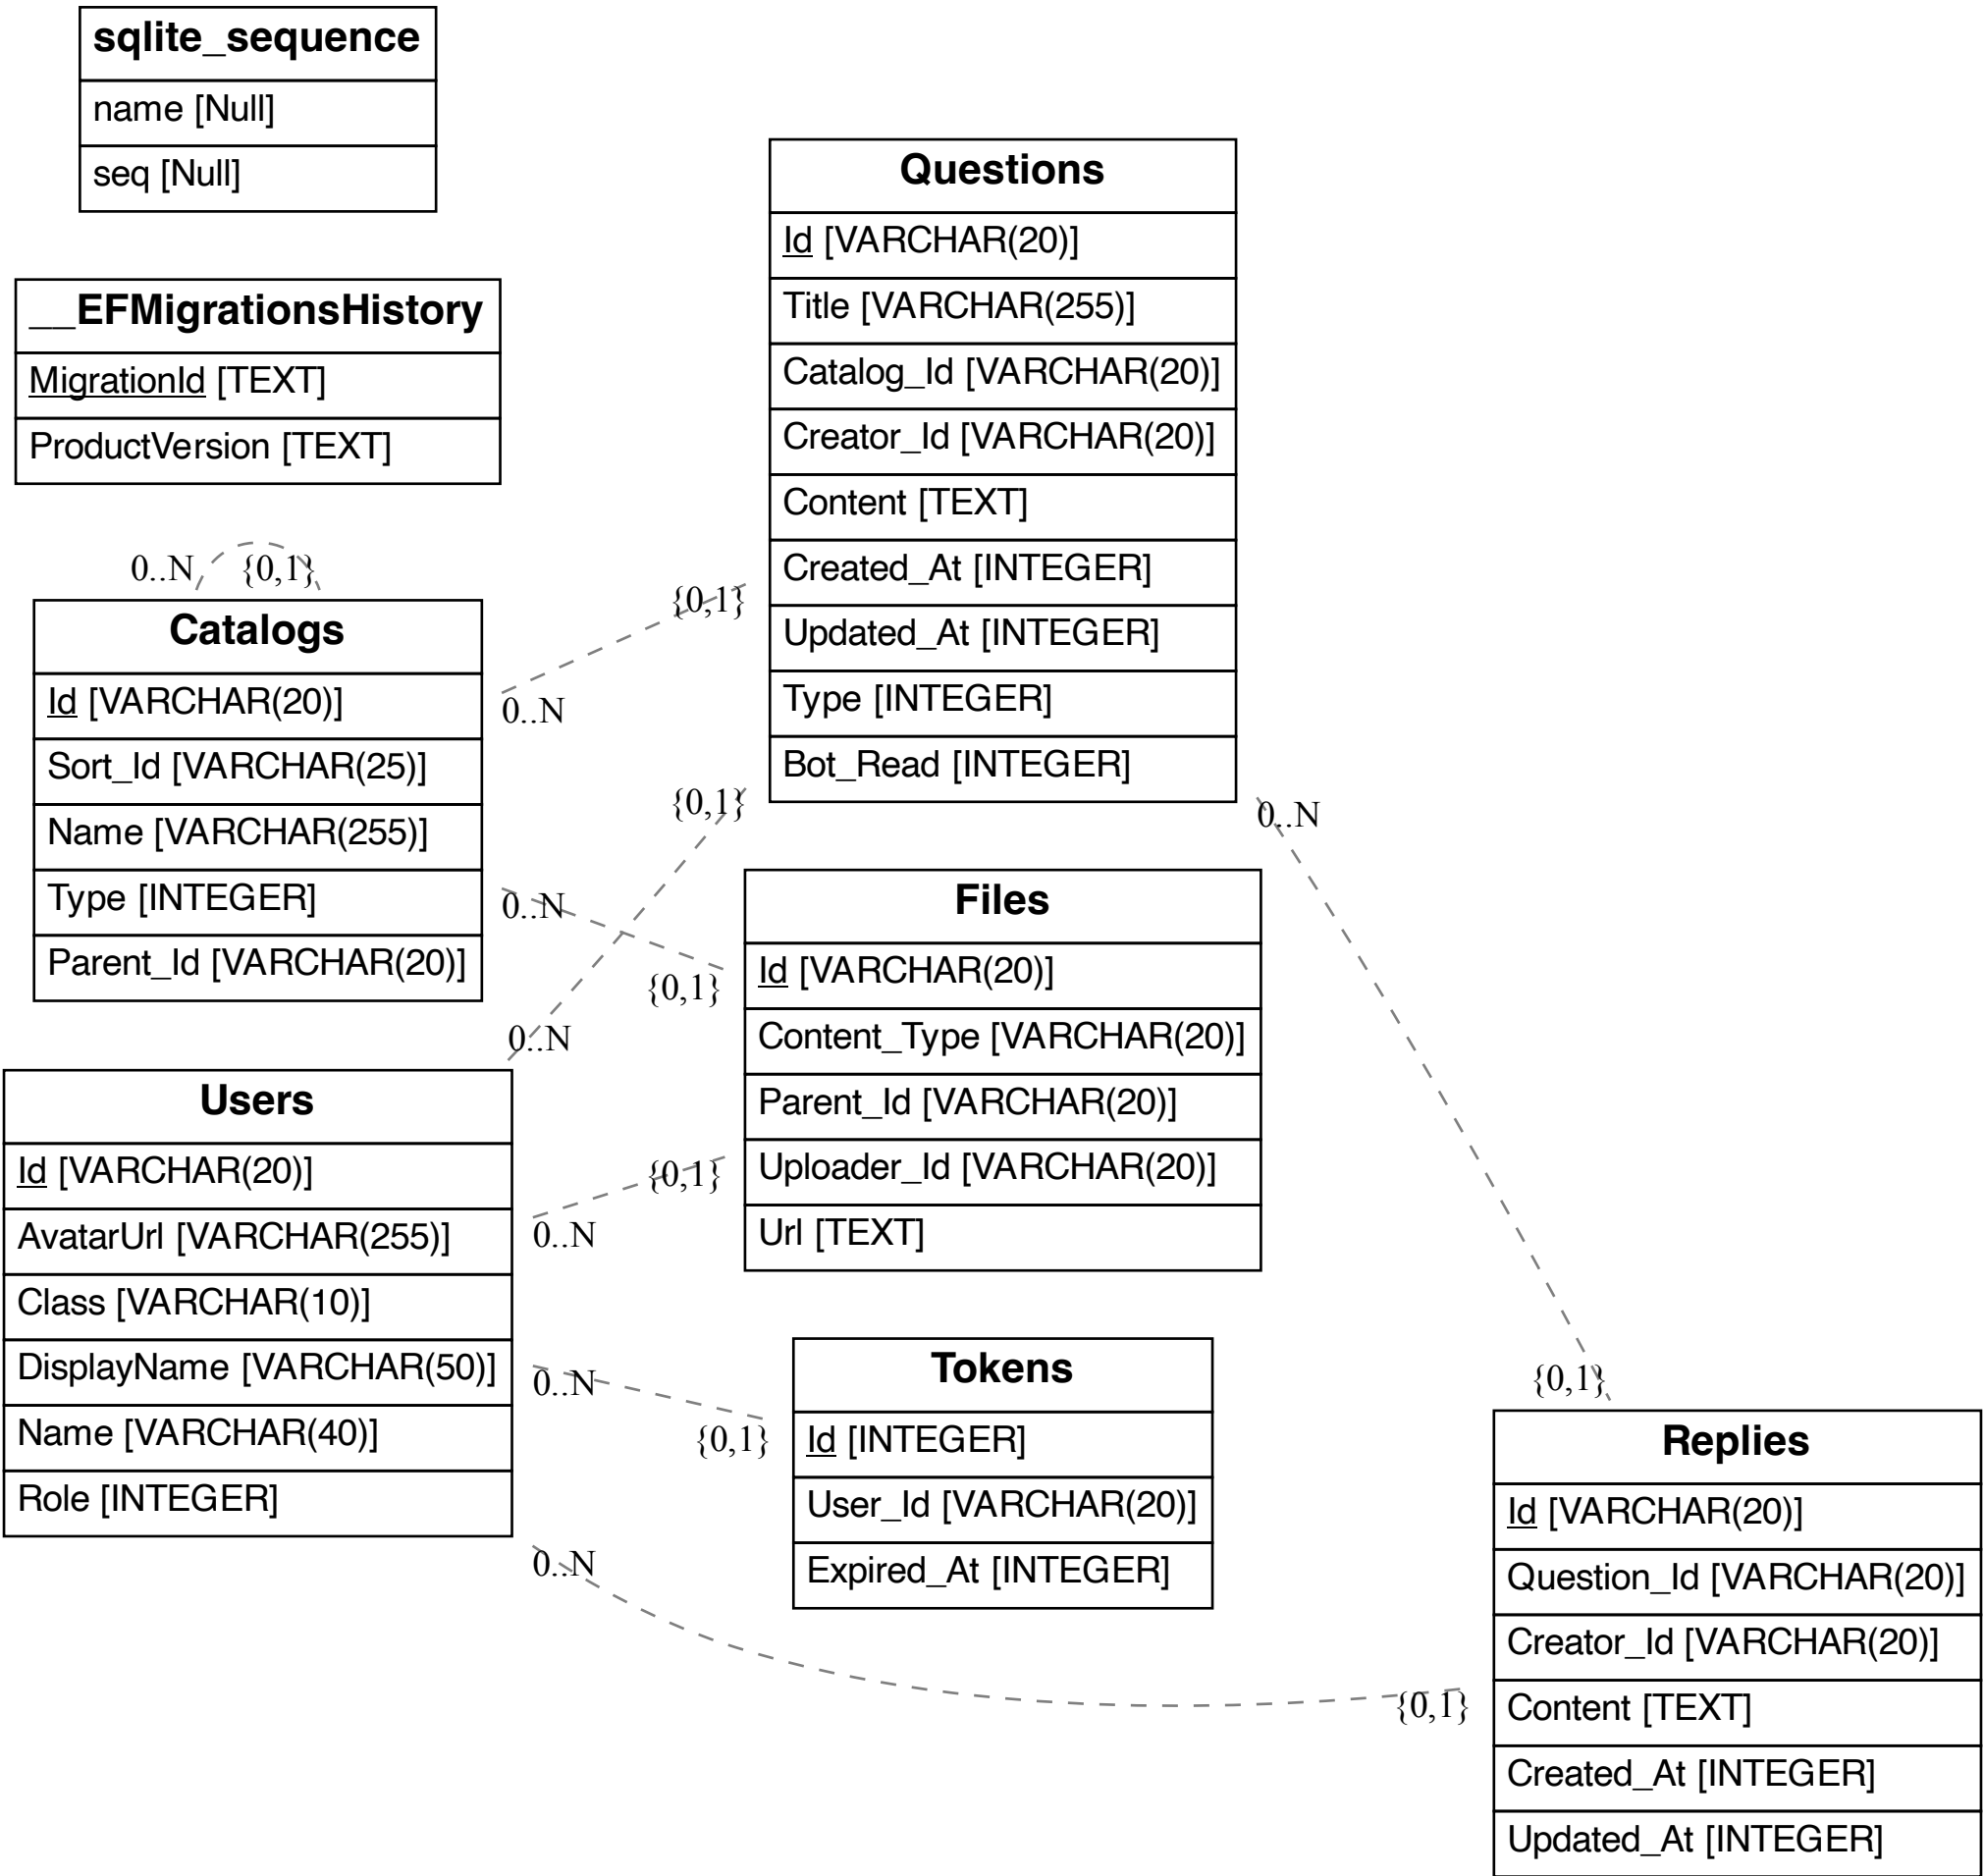 sqlite_sequence
name [Null]
seq [Null]
__EFMigrationsHistory
MigrationId [TEXT]
ProductVersion [TEXT]
0..N {0,1}
Catalogs
Id [VARCHAR(20)]
Sort_Id [VARCHAR(25)]
Name [VARCHAR(255)]
Type [INTEGER]
Parent_Id [VARCHAR(20)]
Users
Id [VARCHAR(20)]
AvatarUrl [VARCHAR(255)]
Class [VARCHAR(10)]
DisplayName [VARCHAR(50)]
Name [VARCHAR(40)]
Role [INTEGER]
{0,1}
0..N
{0,1}
0..N
{0,1}
0..N
{0,1}
0..N
0..N
{0,1}
0..N
{0,1}
Questions
Id [VARCHAR(20)]
Title [VARCHAR(255)]
Catalog_Id [VARCHAR(20)]
Creator_Id [VARCHAR(20)]
Content [TEXT]
Created_At [INTEGER]
Updated_At [INTEGER]
Type [INTEGER]
Bot_Read [INTEGER]
Files
Id [VARCHAR(20)]
Content_Type [VARCHAR(20)]
Parent_Id [VARCHAR(20)]
Uploader_Id [VARCHAR(20)]
Url [TEXT]
Tokens
Id [INTEGER]
User_Id [VARCHAR(20)]
Expired_At [INTEGER]
0..N
{0,1}
Replies
Id [VARCHAR(20)]
Question_Id [VARCHAR(20)]
Creator_Id [VARCHAR(20)]
Content [TEXT]
Created_At [INTEGER]
Updated_At [INTEGER]